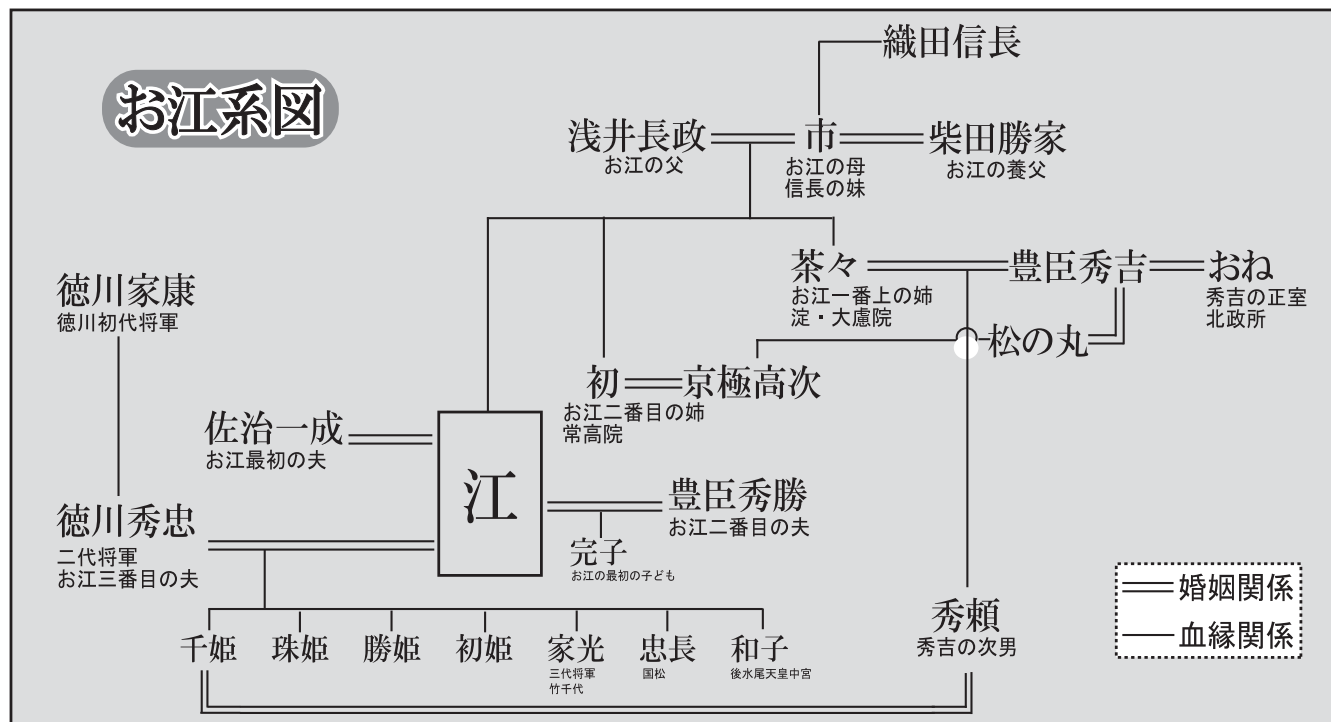 お江系図
織田信長
浅井長政
お江の父
市
お江の母
信長の妹
柴田勝家
お江の養父
茶々
お江一番上の姉
淀・大慮院
豊臣秀吉
おね
秀吉の正室
北政所
松の丸
徳川家康
徳川初代将軍
初
お江二番目の姉
常高院
京極高次
佐治一成
お江最初の夫
江
豊臣秀勝
お江二番目の夫
完子
お江の最初の子ども
徳川秀忠
二代将軍
お江三番目の夫
千姫
珠姫
勝姫
初姫
家光
三代将軍
竹千代
忠長
国松
和子
後水尾天皇中宮
秀頼
秀吉の次男
婚姻関係
血縁関係